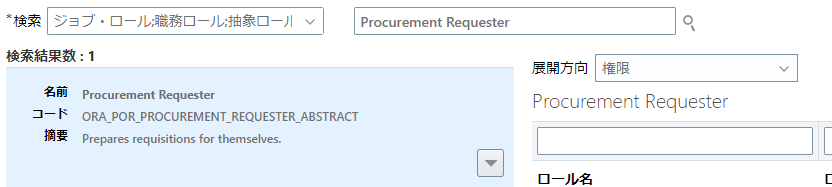 *検索 ジョブ・ロール;職務ロール;抽象ロール Procurement Requester
検索結果数 : 1
名前 Procurement Requester
コード ORA_POR_PROCUREMENT_REQUESTER_ABSTRACT
摘要 Prepares requisitions for themselves.
展開方向 権限
Procurement Requester
ロール名